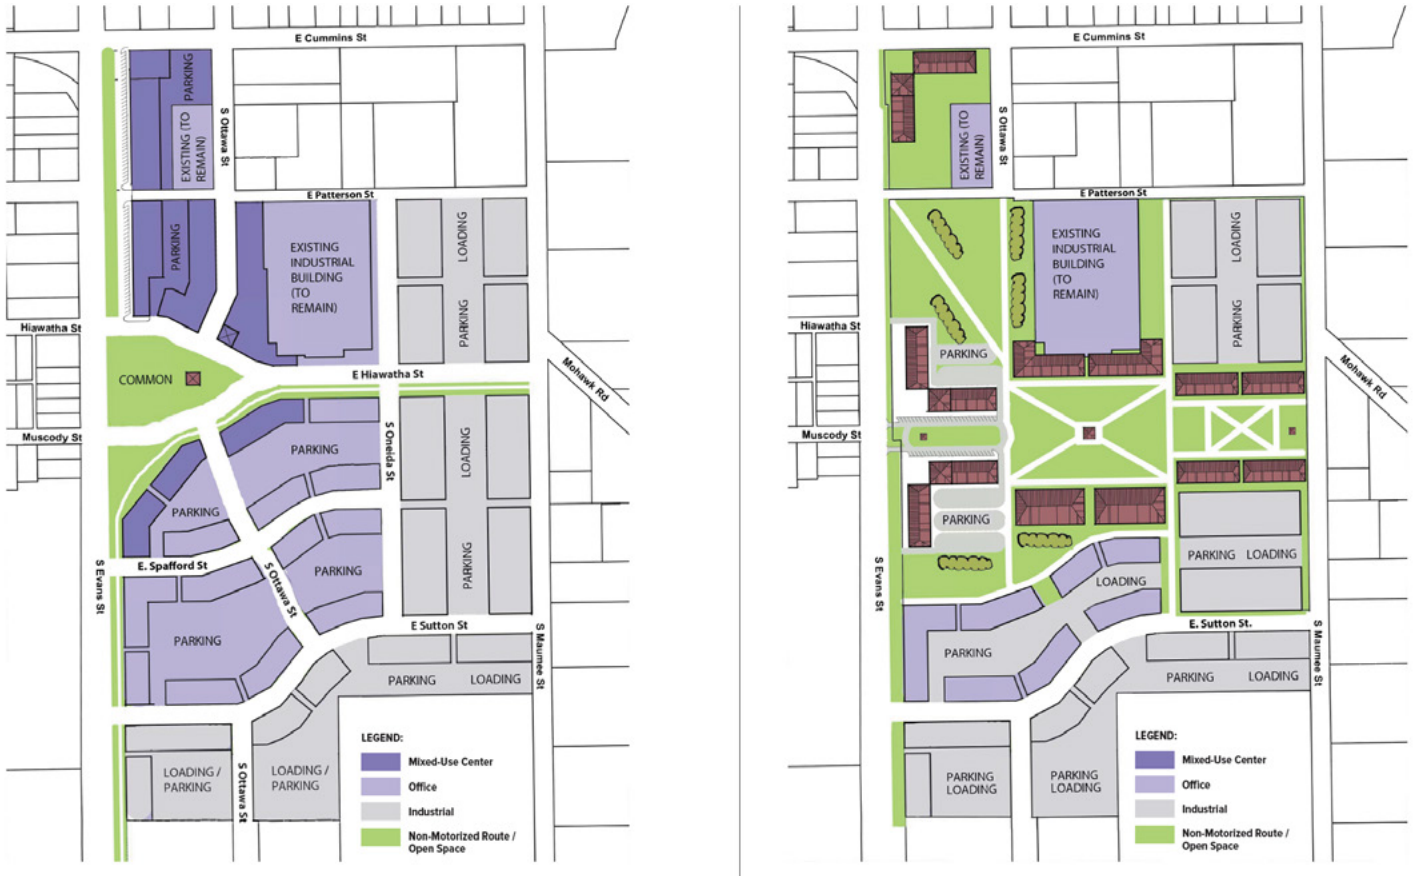 E Cummins St
PARKING
S Ottawa St
EXISTING (TO
REMAIN)
E Patterson St
PARKING
EXISTING
INDUSTRIAL
BUILDING
(TO
REMAIN)
LOADING
PARKING
Hiawatha St
COMMON
E Hiawatha St
Mohawk Rd
Muscody St
S Oneida St
PARKING
LOADING
PARKING
PARKING
E. Spafford St
S Evans St
S Ottawa St
PARKING
PARKING
E Sutton St
S Maumee St
PARKING
LOADING
LOADING /
PARKING
S Ottawa St
LOADING /
PARKING
LEGEND:
Mixed-Use Center
Office
Industrial
Non-Motorized Route /
Open Space
E Cummins St
S Ottawa St
EXISTING (TO
REMAIN)
E Patterson St
EXISTING
INDUSTRIAL
BUILDING
(TO
REMAIN)
LOADING
PARKING
Hiawatha St
PARKING
Mohawk Rd
Muscody St
PARKING
S Evans St
LOADING
PARKING LOADING
PARKING
E. Sutton St.
S Maumee St
PARKING
LOADING
PARKING
LOADING
PARKING
LOADING
LEGEND:
Mixed-Use Center
Office
Industrial
Non-Motorized Route /
Open Space